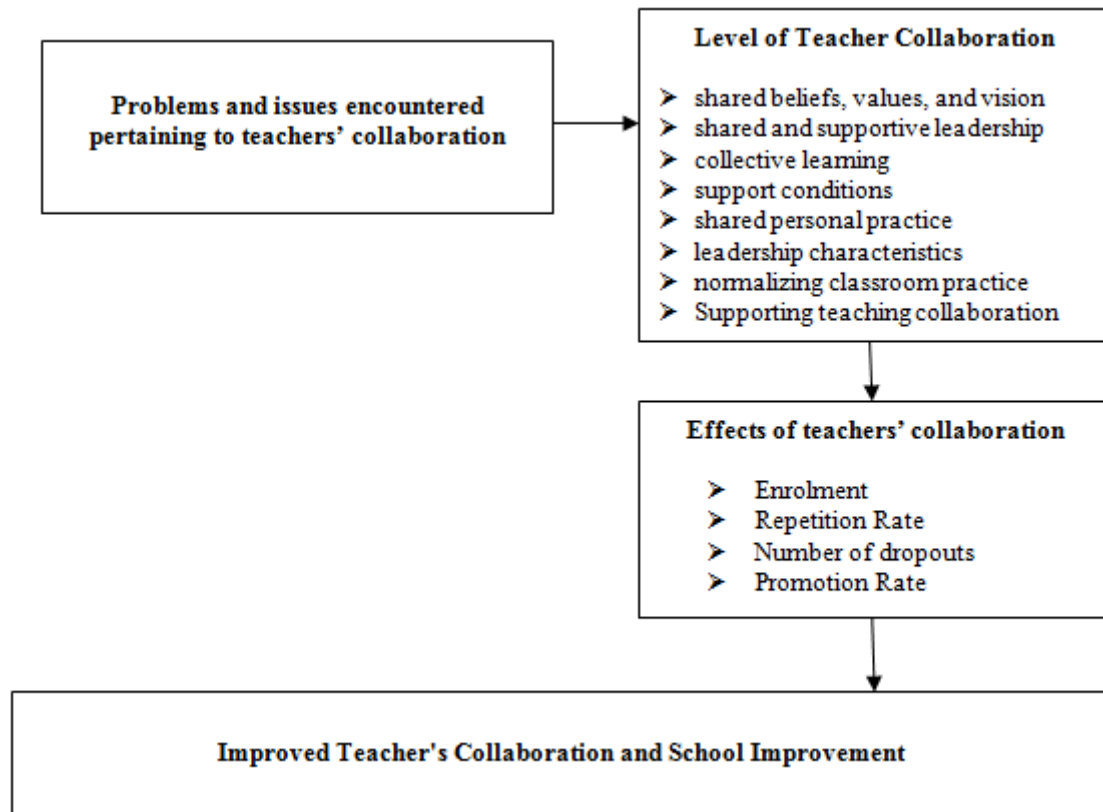 Problems and issues encountered
pertaining to teachers’ collaboration
Level of Teacher Collaboration
➤ shared beliefs, values, and vision
➤ shared and supportive leadership
➤ collective learning
➤ support conditions
➤ shared personal practice
➤ leadership characteristics
➤ normalizing classroom practice
➤ Supporting teaching collaboration
Effects of teachers’ collaboration
➤ Enrolment
➤ Repetition Rate
➤ Number of dropouts
➤ Promotion Rate
Improved Teacher's Collaboration and School Improvement